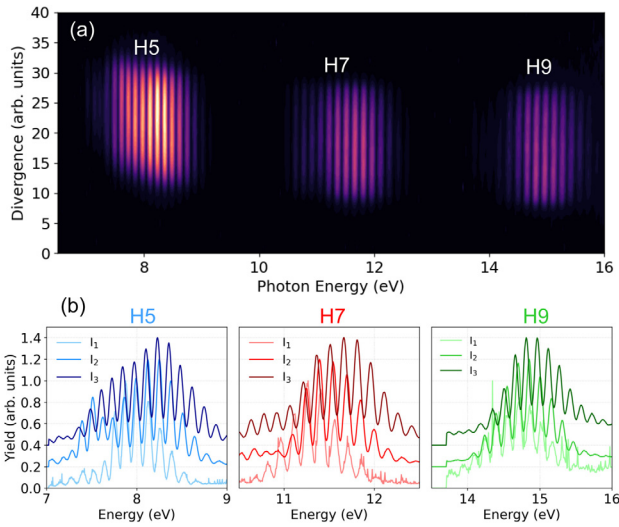 (a)
H5
H7
H9
40
35
30
25
20
15
10
5
0
Divergence (arb. units)
8
10
12
14
16
Photon Energy (eV)
(b)
H5
H7
H9
1.4
1.2
1.0
0.8
0.6
0.4
0.2
0.0
Yield (arb. units)
I₁
I₂
I₃
I₁
I₂
I₃
I₁
I₂
I₃
7
8
9
11
12
14
15
16
Energy (eV)
Energy (eV)
Energy (eV)